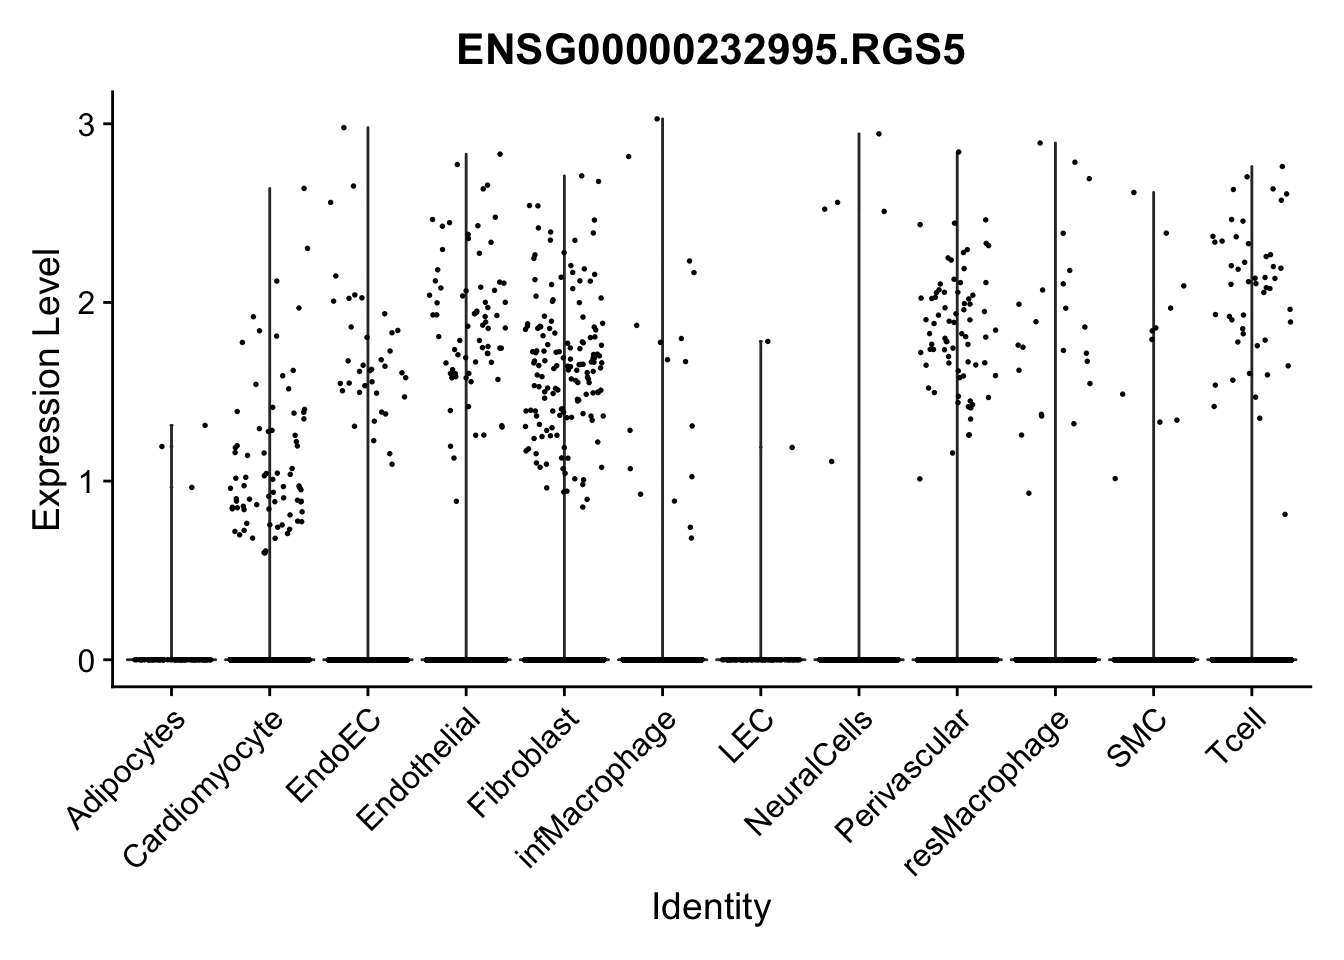 ENSG00000232995.RGS5
Expression Level
3
2
1
0
Adipocytes
Cardiomyocyte
EndoEC
Endothelial
Fibroblast
infMacrophage
LEC
NeuralCells
Perivascular
resMacrophage
SMC
Tcell
Identity